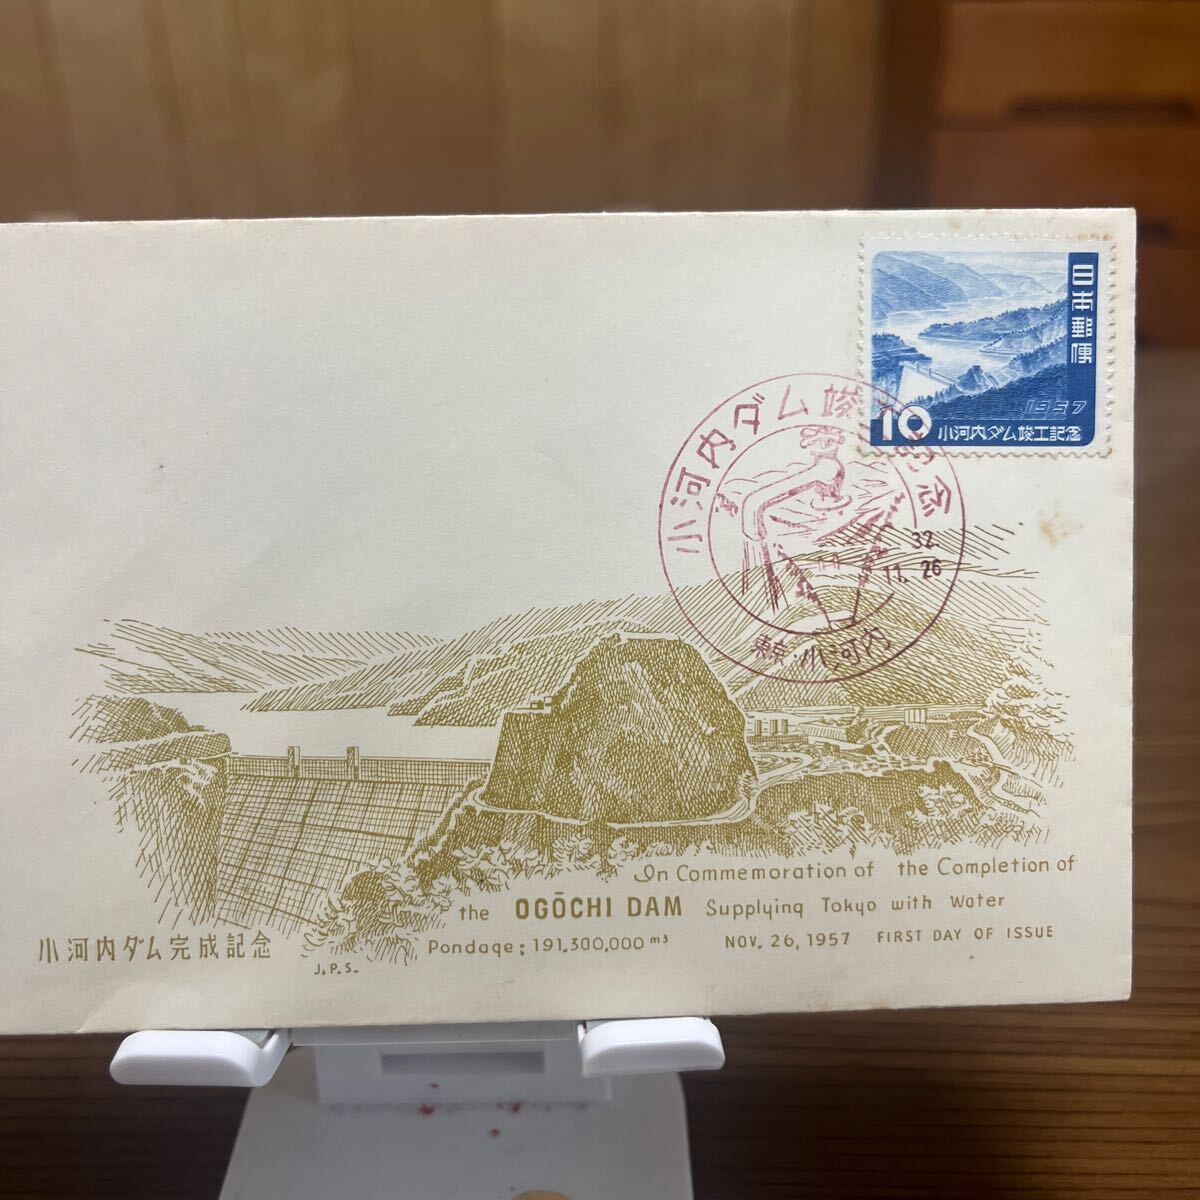 日本郵便
1957
10 小河内ダム竣工記念
小河内ダム竣工記念
32
11. 26
東京・小河内
In Commemoration of the Completion of
the OGŌCHI DAM Supplying Tokyo with Water
小河内ダム完成記念 Pondage: 191.300,000 m³ NOV. 26, 1957 FIRST DAY OF ISSUE
J.P.S.